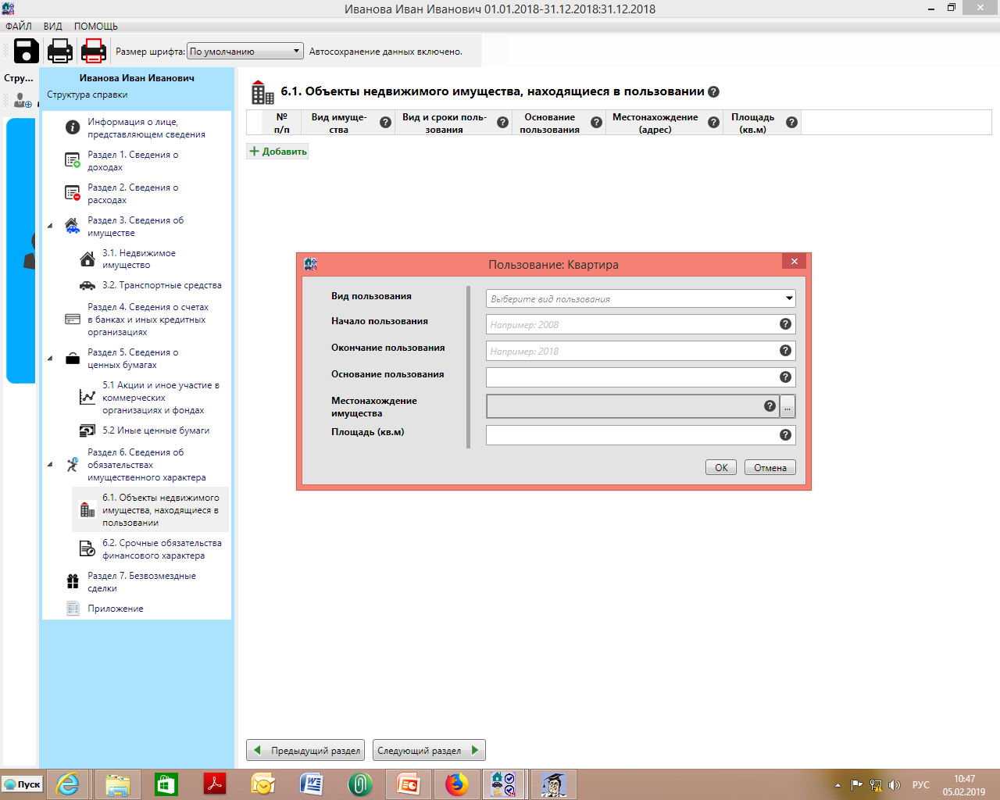 Иванова Иван Иванович 01.01.2018-31.12.2018:31.12.2018
ФАЙЛ ВИД ПОМОЩЬ
Размер шрифта: По умолчанию Автосохранение данных включено.
Стру...
Иванова Иван Иванович
Структура справки
Информация о лице,
представляющем сведения
Раздел 1. Сведения о
доходах
Раздел 2. Сведения о
расходах
Раздел 3. Сведения об
имуществе
3.1. Недвижимое
имущество
3.2. Транспортные средства
Раздел 4. Сведения о счетах
в банках и иных кредитных
организациях
Раздел 5. Сведения о
ценных бумагах
5.1 Акции и иное участие в
коммерческих
организациях и фондах
5.2 Иные ценные бумаги
Раздел 6. Сведения об
обязательствах
имущественного характера
6.1. Объекты недвижимого
имущества, находящиеся в
пользовании
6.2. Срочные обязательства
финансового характера
Раздел 7. Безвозмездные
сделки
Приложение
6.1. Объекты недвижимого имущества, находящиеся в пользовании ?
№
п/п
Вид имуще-
ства ?
Вид и сроки поль-
зования ?
Основание
пользования ?
Местонахождение
(адрес) ?
Площадь
(кв.м) ?
+ Добавить
Пользование: Квартира
Вид пользования Выберите вид пользования
Начало пользования Например: 2008 ?
Окончание пользования Например: 2018 ?
Основание пользования ?
Местонахождение
имущества ? ...
Площадь (кв.м) ?
OK Отмена
Предыдущий раздел Следующий раздел
Пуск
РУС
10:47
05.02.2019